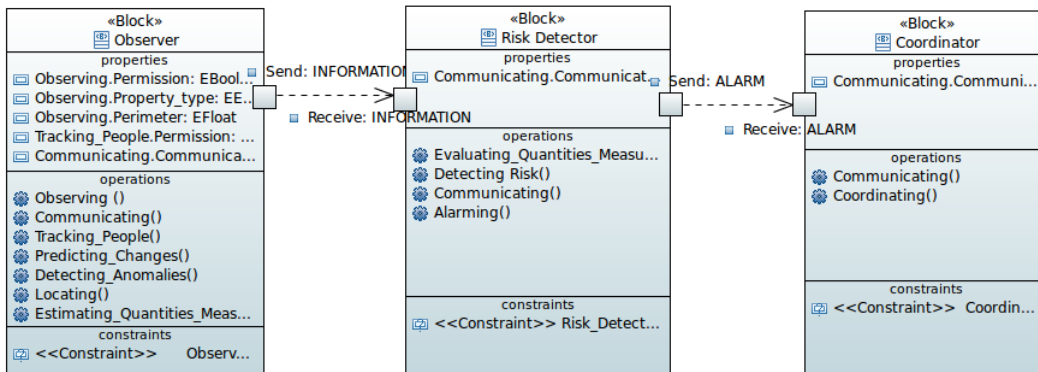 «Block»
Observer
properties
Observing.Permission: EBool...
Observing.Property_type: EE...
Observing.Perimeter: EFloat
Tracking_People.Permission: ...
Communicating.Communica...
operations
Observing ()
Communicating()
Tracking_People()
Predicting_Changes()
Detecting_Anomalies()
Locating()
Estimating_Quantities_Meas...
constraints
<<Constraint>> Observ...
Send: INFORMATION
Receive: INFORMATION
«Block»
Risk Detector
properties
Communicating.Communicat...
operations
Evaluating_Quantities_Measu...
Detecting Risk()
Communicating()
Alarming()
constraints
<<Constraint>> Risk_Detect...
Send: ALARM
Receive: ALARM
«Block»
Coordinator
properties
Communicating.Communi...
operations
Communicating()
Coordinating()
constraints
<<Constraint>> Coordin...